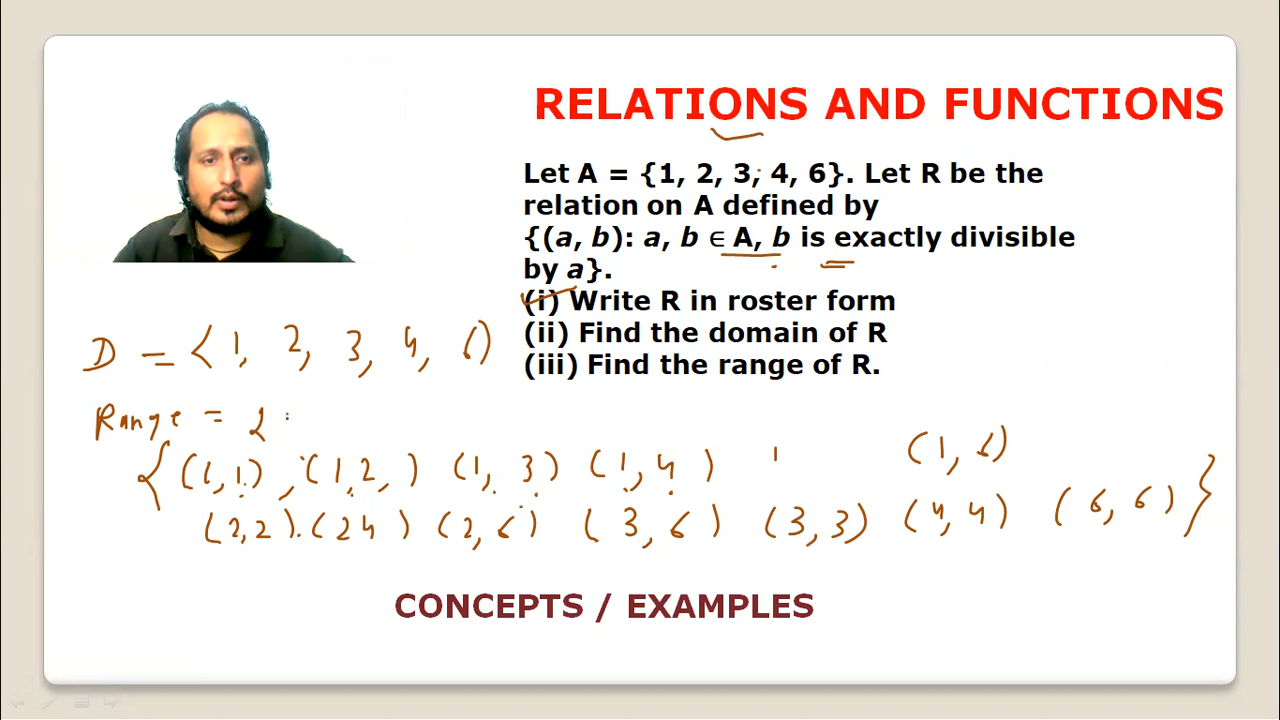 RELATIONS AND FUNCTIONS
Let A = {1, 2, 3, 4, 6}. Let R be the
relation on A defined by
{(a, b): a, b ∈ A, b is exactly divisible
by a}.
(i) Write R in roster form
(ii) Find the domain of R
(iii) Find the range of R.
D = {1, 2, 3, 4, 6}
Range = {
{(1,1), (1,2,) (1,3) (1,4) (1,6)
(2,2).(24) (2,6) (3,6) (3,3) (4,4) (6,6)}
CONCEPTS / EXAMPLES